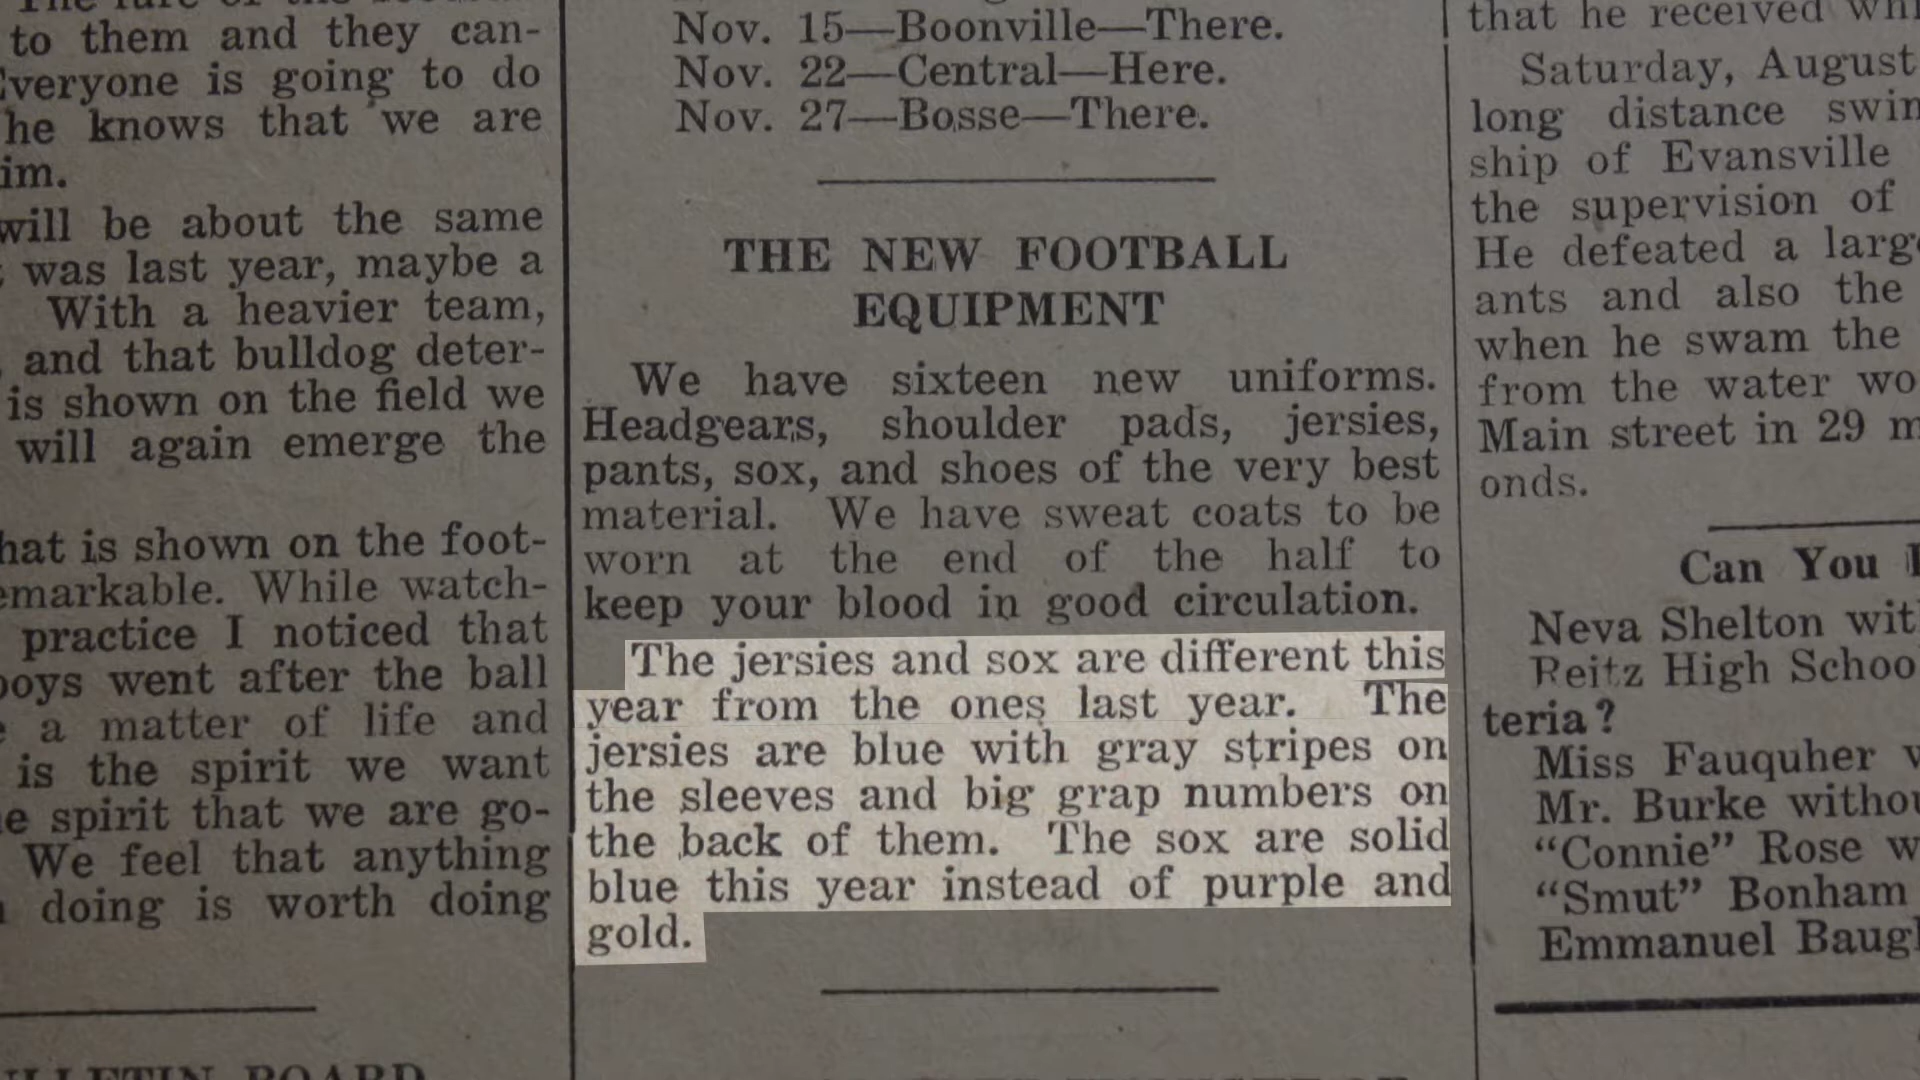 to them and they can-
Everyone is going to do
he knows that we are
im.
will be about the same
was last year, maybe a
With a heavier team,
and that bulldog deter-
is shown on the field we
will again emerge the
hat is shown on the foot-
emarkable. While watch-
practice I noticed that
boys went after the ball
a matter of life and
is the spirit we want
e spirit that we are go-
We feel that anything
doing is worth doing
BULLETIN BOARD
Nov. 15—Boonville—There.
Nov. 22—Central—Here.
Nov. 27—Bosse—There.
THE NEW FOOTBALL
EQUIPMENT
We have sixteen new uniforms.
Headgears, shoulder pads, jersies,
pants, sox, and shoes of the very best
material. We have sweat coats to be
worn at the end of the half to
keep your blood in good circulation.
The jersies and sox are different this
year from the ones last year. The
jersies are blue with gray stripes on
the sleeves and big grap numbers on
the back of them. The sox are solid
blue this year instead of purple and
gold.
that he received
Saturday, August
long distance swim
ship of Evansville
the supervision of
He defeated a larg
ants and also the
when he swam the
from the water wo
Main street in 29 m
onds.
Can You
Neva Shelton wit
Reitz High Schoo
teria?
Miss Fauquher w
Mr. Burke withou
“Connie” Rose w
“Smut” Bonham
Emmanuel Baugh